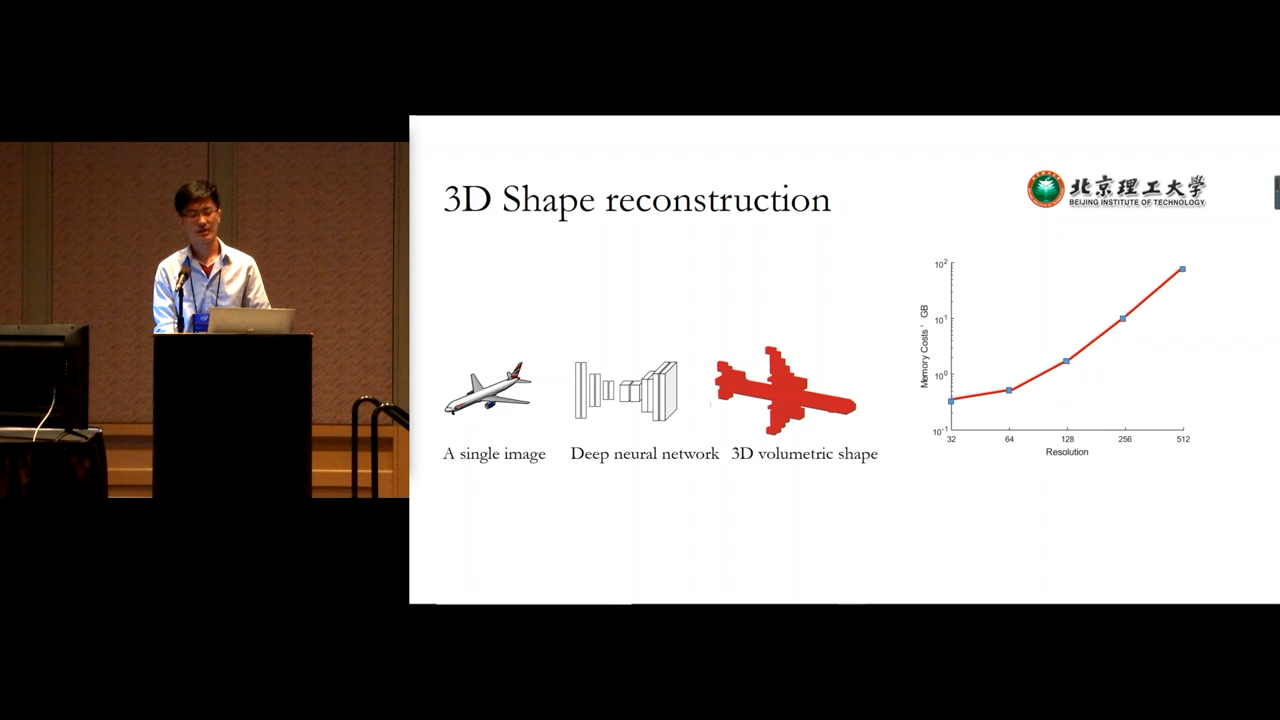 3D Shape reconstruction
北京理工大学
BEIJING INSTITUTE OF TECHNOLOGY
A single image
Deep neural network
3D volumetric shape
Memory Costs ' GB
10²
10¹
10⁰
10⁻¹
32
64
128
256
512
Resolution